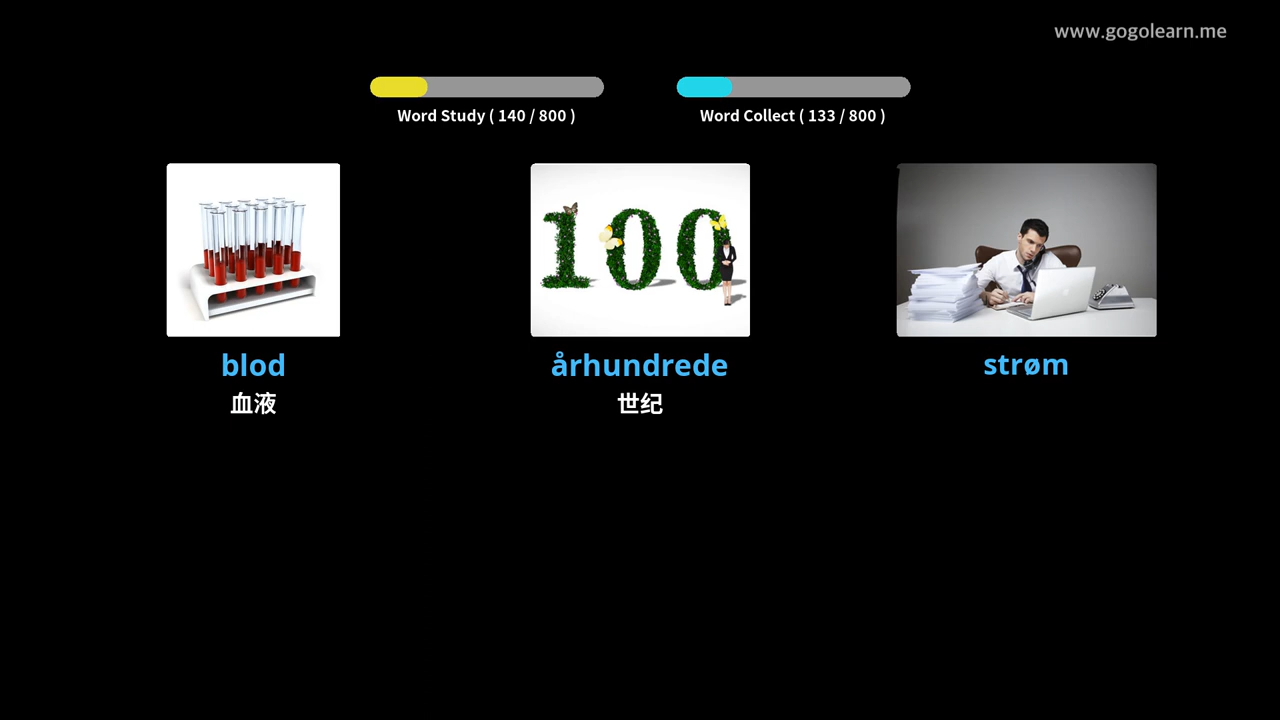 www.gogolearn.me
Word Study ( 140 / 800 )
Word Collect ( 133 / 800 )
100
blod
århundrede
strøm
血液
世纪